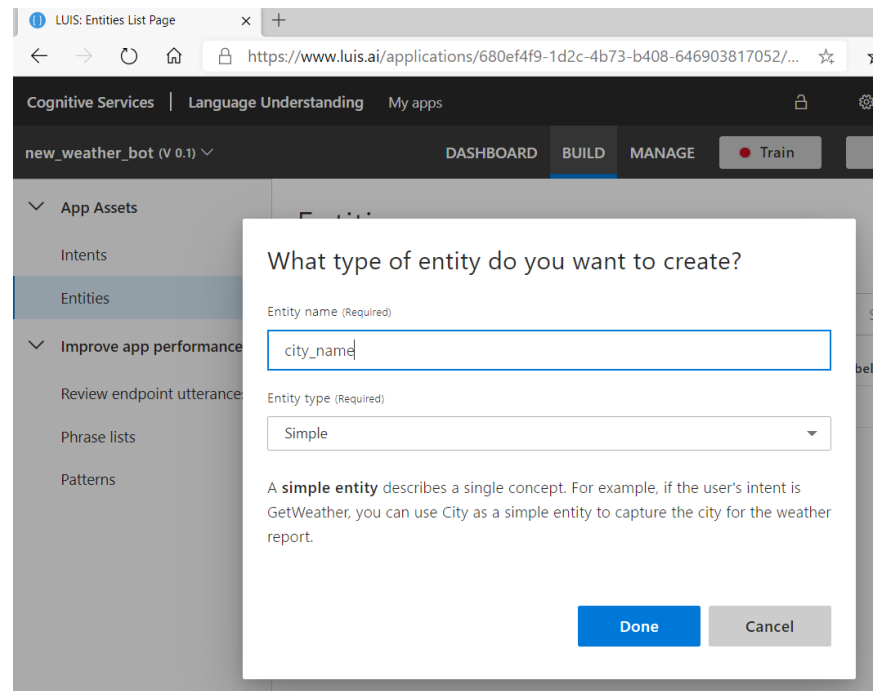 LUIS: Entities List Page
https://www.luis.ai/applications/680ef4f9-1d2c-4b73-b408-646903817052/...
Cognitive Services | Language Understanding My apps
new_weather_bot (V 0.1) DASHBOARD BUILD MANAGE Train
App Assets
Intents
Entities
Improve app performance
Review endpoint utterance
Phrase lists
Patterns
What type of entity do you want to create?
Entity name (Required)
city_name
Entity type (Required)
Simple
A simple entity describes a single concept. For example, if the user's intent is
GetWeather, you can use City as a simple entity to capture the city for the weather
report.
Done Cancel